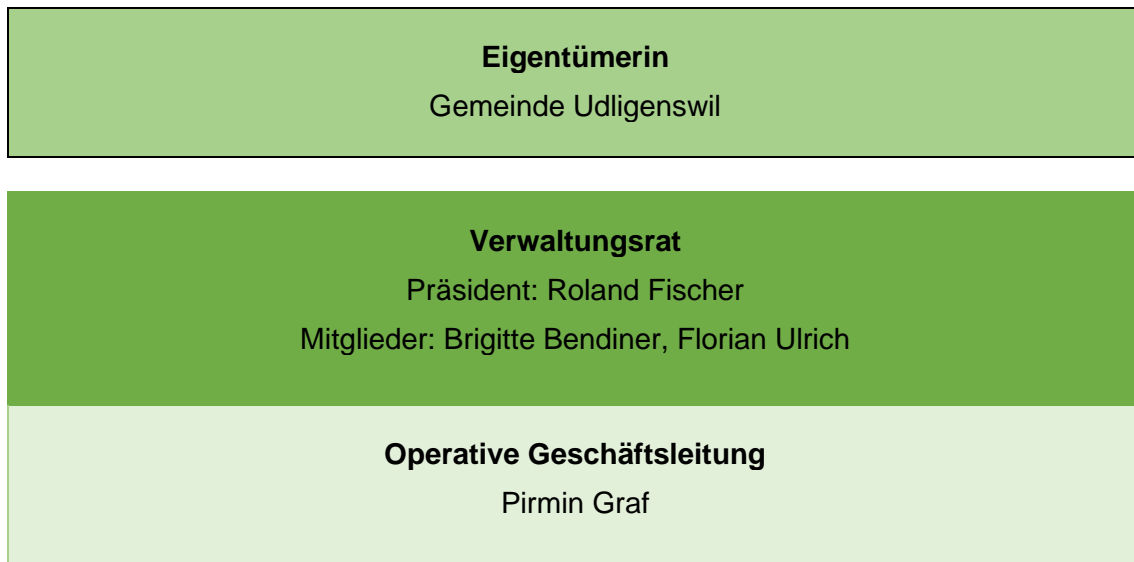 Eigentümerin
Gemeinde Udligenswil
Verwaltungsrat
Präsident: Roland Fischer
Mitglieder: Brigitte Bendiner, Florian Ulrich
Operative Geschäftsleitung
Pirmin Graf